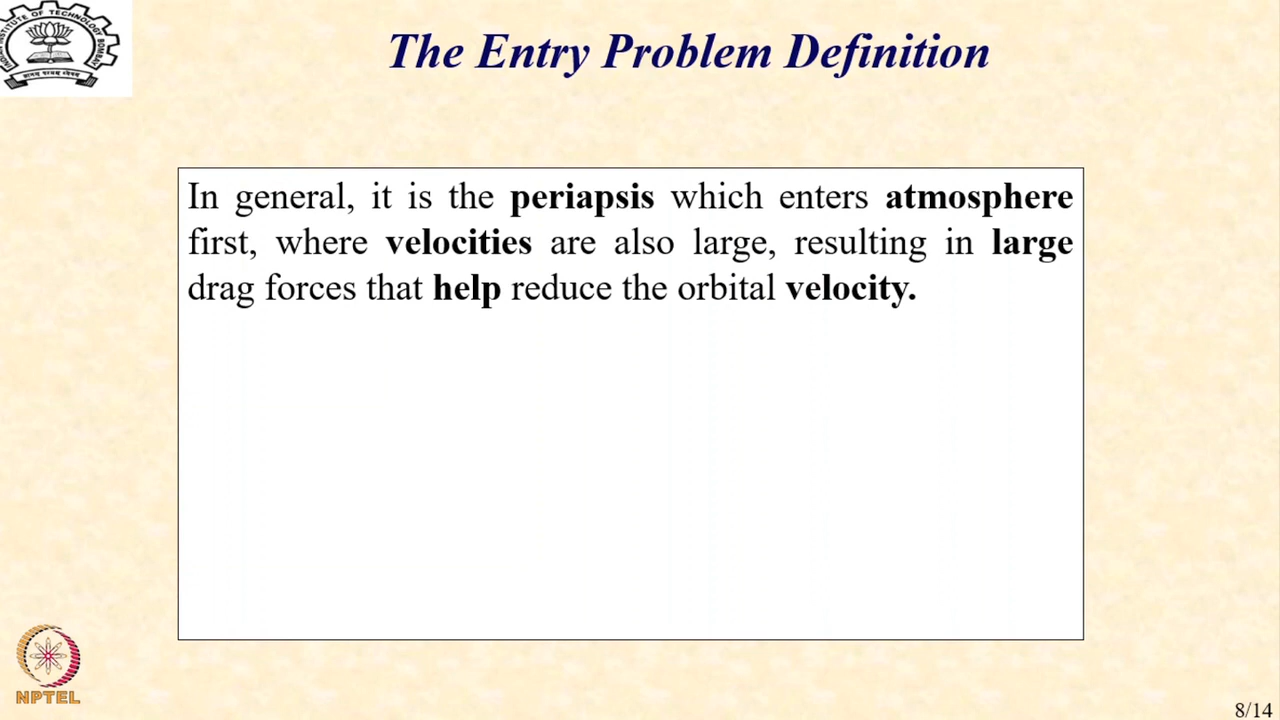 The Entry Problem Definition
In general, it is the periapsis which enters atmosphere
first, where velocities are also large, resulting in large
drag forces that help reduce the orbital velocity.
NPTEL
8/14